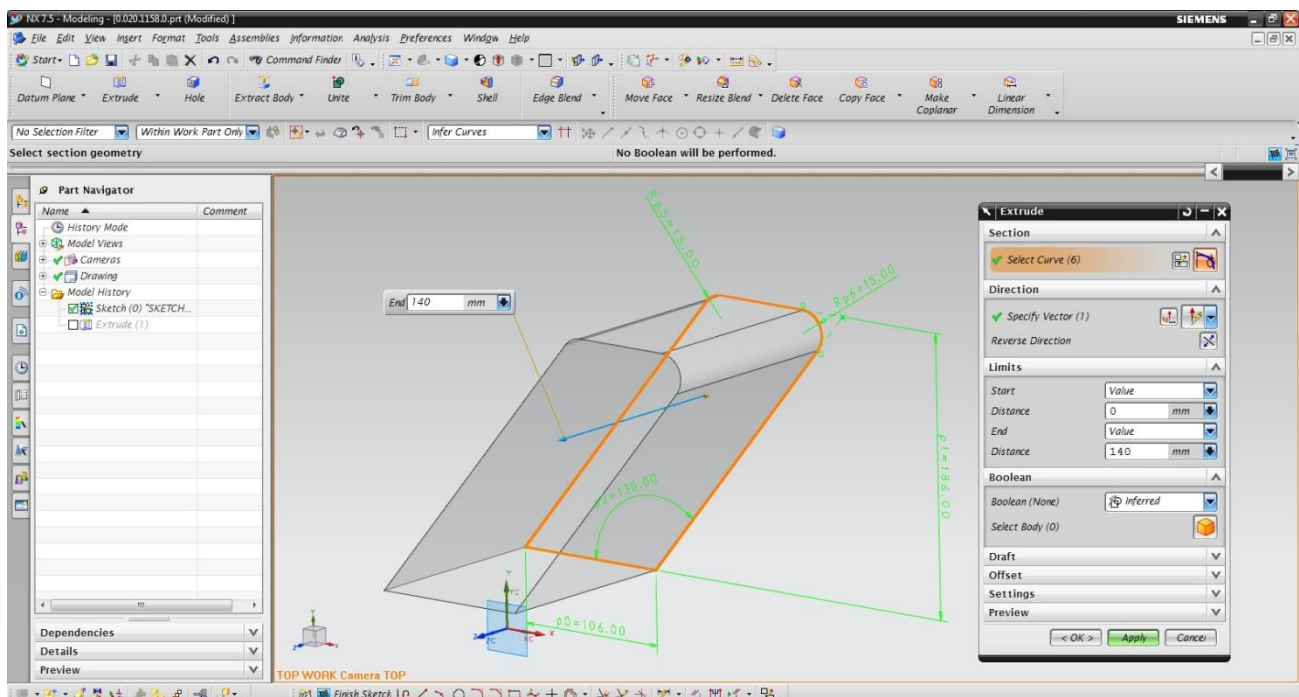 NX 7.5 - Modeling - [0.020.1158.0.prt (Modified) ] SIEMENS
File Edit View Insert Format Tools Assemblies Information Analysis Preferences Window Help
Start Command Finder
Datum Plane Extrude Hole Extract Body Unite Trim Body Shell Edge Blend Move Face Resize Blend Delete Face Copy Face Make Coplanar Linear Dimension
No Selection Filter Within Work Part Only Infer Curves
Select section geometry No Boolean will be performed.
Part Navigator
Name Comment
History Mode
Model Views
Cameras
Drawing
Model History
Sketch (0) "SKETCH...
Extrude (1)
Dependencies
Details
Preview
End 140 mm
Rp5=15.00
Rp6=15.00
p1=186.00
p2=130.00
p0=106.00
Y
YC
ZC
XC
X
Z
TOP WORK Camera TOP
Extrude
Section
Select Curve (6)
Direction
Specify Vector (1)
Reverse Direction
Limits
Start Value
Distance 0 mm
End Value
Distance 140 mm
Boolean
Boolean (None) Inferred
Select Body (0)
Draft
Offset
Settings
Preview
< OK > Apply Cancel
Finish Sketch